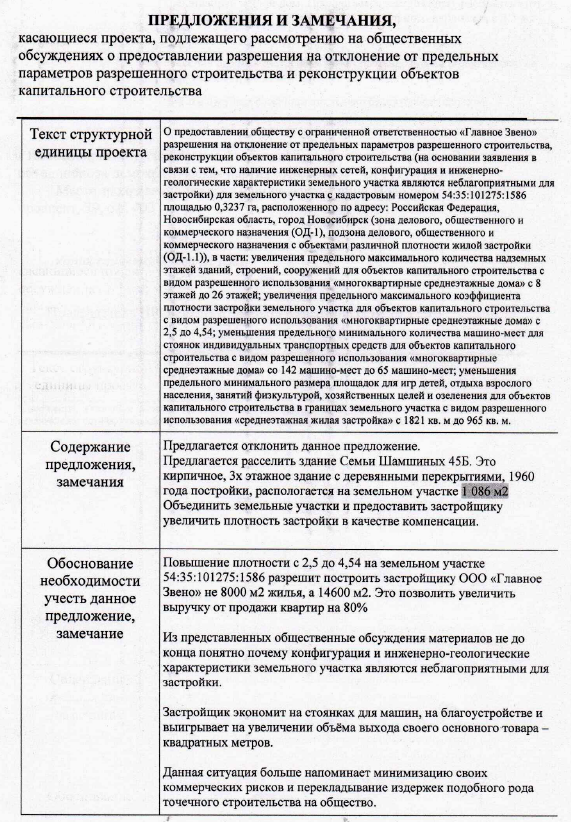 ПРЕДЛОЖЕНИЯ И ЗАМЕЧАНИЯ,
касающиеся проекта, подлежащего рассмотрению на общественных
обсуждениях о предоставлении разрешения на отклонение от предельных
параметров разрешенного строительства и реконструкции объектов
капитального строительства
Текст структурной
единицы проекта
О предоставлении обществу с ограниченной ответственностью «Главное Звено»
разрешения на отклонение от предельных параметров разрешенного строительства,
реконструкции объектов капитального строительства (на основании заявления в
связи с тем, что наличие инженерных сетей, конфигурация и инженерно-
геологические характеристики земельного участка являются неблагоприятными для
застройки) для земельного участка с кадастровым номером 54:35:101275:1586
площадью 0,3237 га, расположенного по адресу: Российская Федерация,
Новосибирская область, город Новосибирск (зона делового, общественного и
коммерческого назначения (ОД-1), подзона делового, общественного и
коммерческого назначения с объектами различной плотности жилой застройки
(ОД-1.1)), в части: увеличения предельного максимального количества надземных
этажей зданий, строений, сооружений для объектов капитального строительства с
видом разрешенного использования «многоквартирные среднеэтажные дома» с 8
этажей до 26 этажей; увеличения предельного максимального коэффициента
плотности застройки земельного участка для объектов капитального строительства
с видом разрешенного использования «многоквартирные среднеэтажные дома» с
2,5 до 4,54; уменьшения предельного минимального количества машино-мест для
стоянок индивидуальных транспортных средств для объектов капитального
строительства с видом разрешенного использования «многоквартирные
среднеэтажные дома» со 142 машино-мест до 65 машино-мест; уменьшения
предельного минимального размера площадок для игр детей, отдыха взрослого
населения, занятий физкультурой, хозяйственных целей и озеленения для объектов
капитального строительства в границах земельного участка с видом разрешенного
использования «среднеэтажная жилая застройка» с 1821 кв. м до 965 кв. м.
Содержание
предложения,
замечания
Предлагается отклонить данное предложение.
Предлагается расселить здание Семьи Шамшиных 45Б. Это
кирпичное, 3х этажное здание с деревянными перекрытиями, 1960
года постройки, распологается на земельном участке 1 086 м2
Объединить земельные участки и предоставить застройщику
увеличить плотность застройки в качестве компенсации.
Обоснование
необходимости
учесть данное
предложение,
замечание
Повышение плотности с 2,5 до 4,54 на земельном участке
54:35:101275:1586 разрешит построить застройщику ООО «Главное
Звено» не 8000 м2 жилья, а 14600 м2. Это позволить увеличить
выручку от продажи квартир на 80%
Из представленных общественные обсуждения материалов не до
конца понятно почему конфигурация и инженерно-геологические
характеристики земельного участка являются неблагоприятными для
застройки.
Застройщик экономит на стоянках для машин, на благоустройстве и
выигрывает на увеличении объёма выхода своего основного товара –
квадратных метров.
Данная ситуация больше напоминает минимизацию своих
коммерческих рисков и перекладывание издержек подобного рода
точечного строительства на общество.